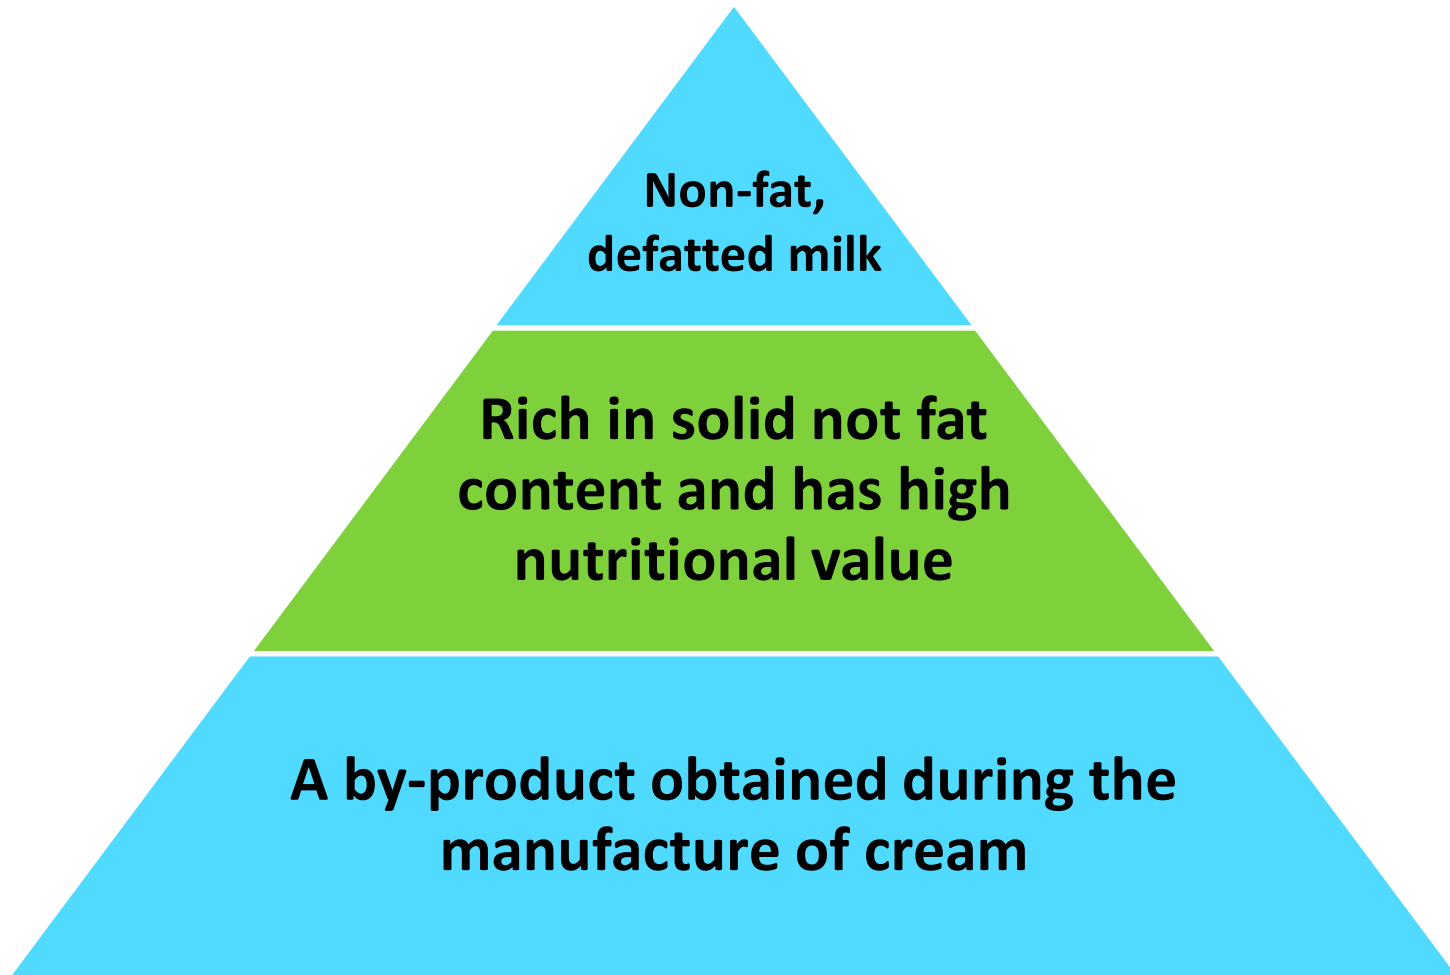 Non-fat,
defatted milk
Rich in solid not fat
content and has high
nutritional value
A by-product obtained during the
manufacture of cream